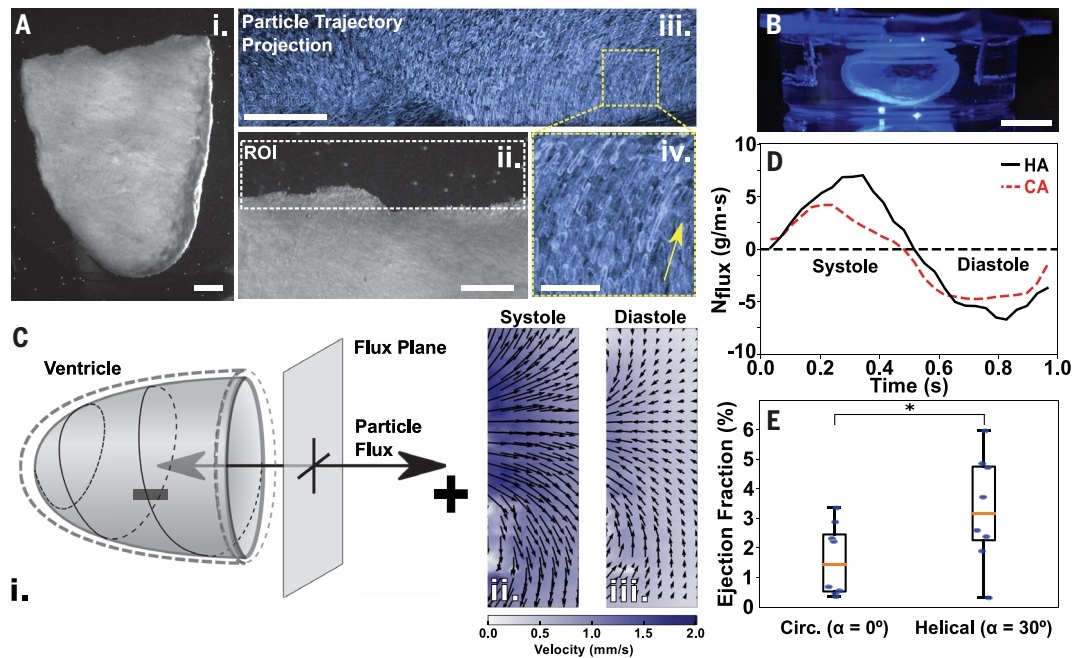 A
i.
Particle Trajectory
Projection
iii.
ROI
ii.
iv.
B
D
10
5
0
-5
-10
Nflux (g/m·s)
HA
CA
Systole
Diastole
0.0 0.2 0.4 0.6 0.8 1.0
Time (s)
C
Ventricle
Flux Plane
Particle
Flux
−
+
i.
Systole
Diastole
ii.
iii.
0.0 0.5 1.0 1.5 2.0
Velocity (mm/s)
E
*
6
5
4
3
2
1
0
Ejection Fraction (%)
Circ. (α = 0º)
Helical (α = 30º)